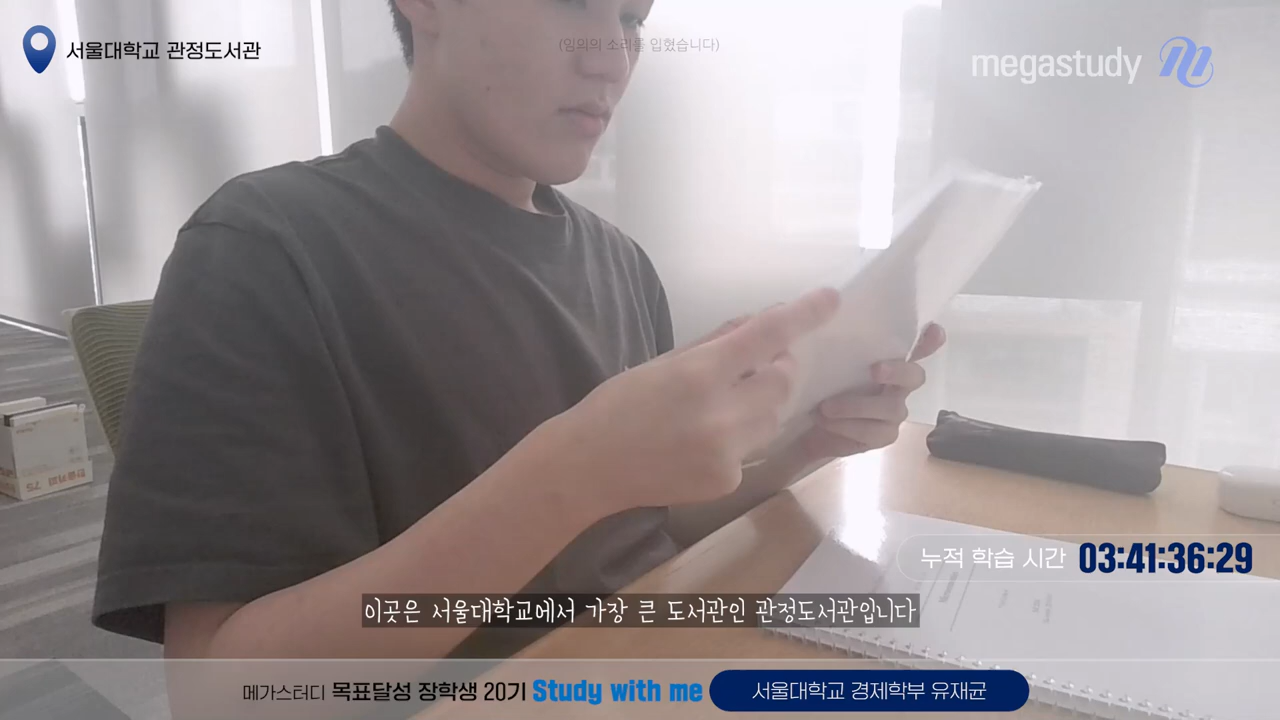 서울대학교 관정도서관
(임의의 소리를 입혔습니다)
megastudy
누적 학습 시간 03:41:36:29
이곳은 서울대학교에서 가장 큰 도서관인 관정도서관입니다
메가스터디 목표달성 장학생 20기 Study with me 서울대학교 경제학부 유재균